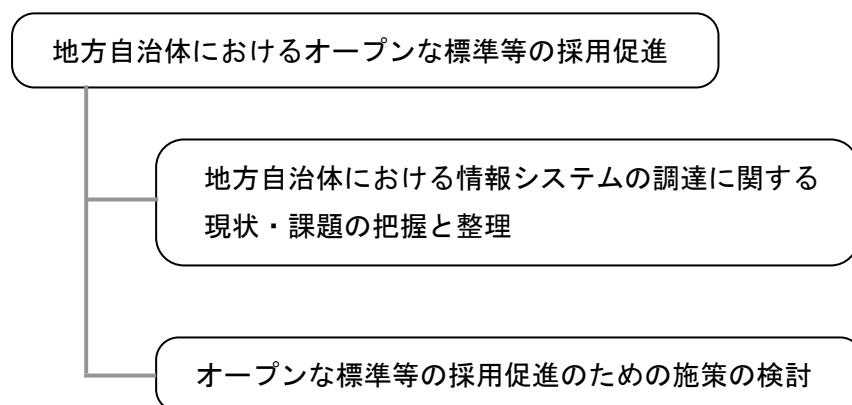 地方自治体におけるオープンな標準等の採用促進
地方自治体における情報システムの調達に関する
現状・課題の把握と整理
オープンな標準等の採用促進のための施策の検討